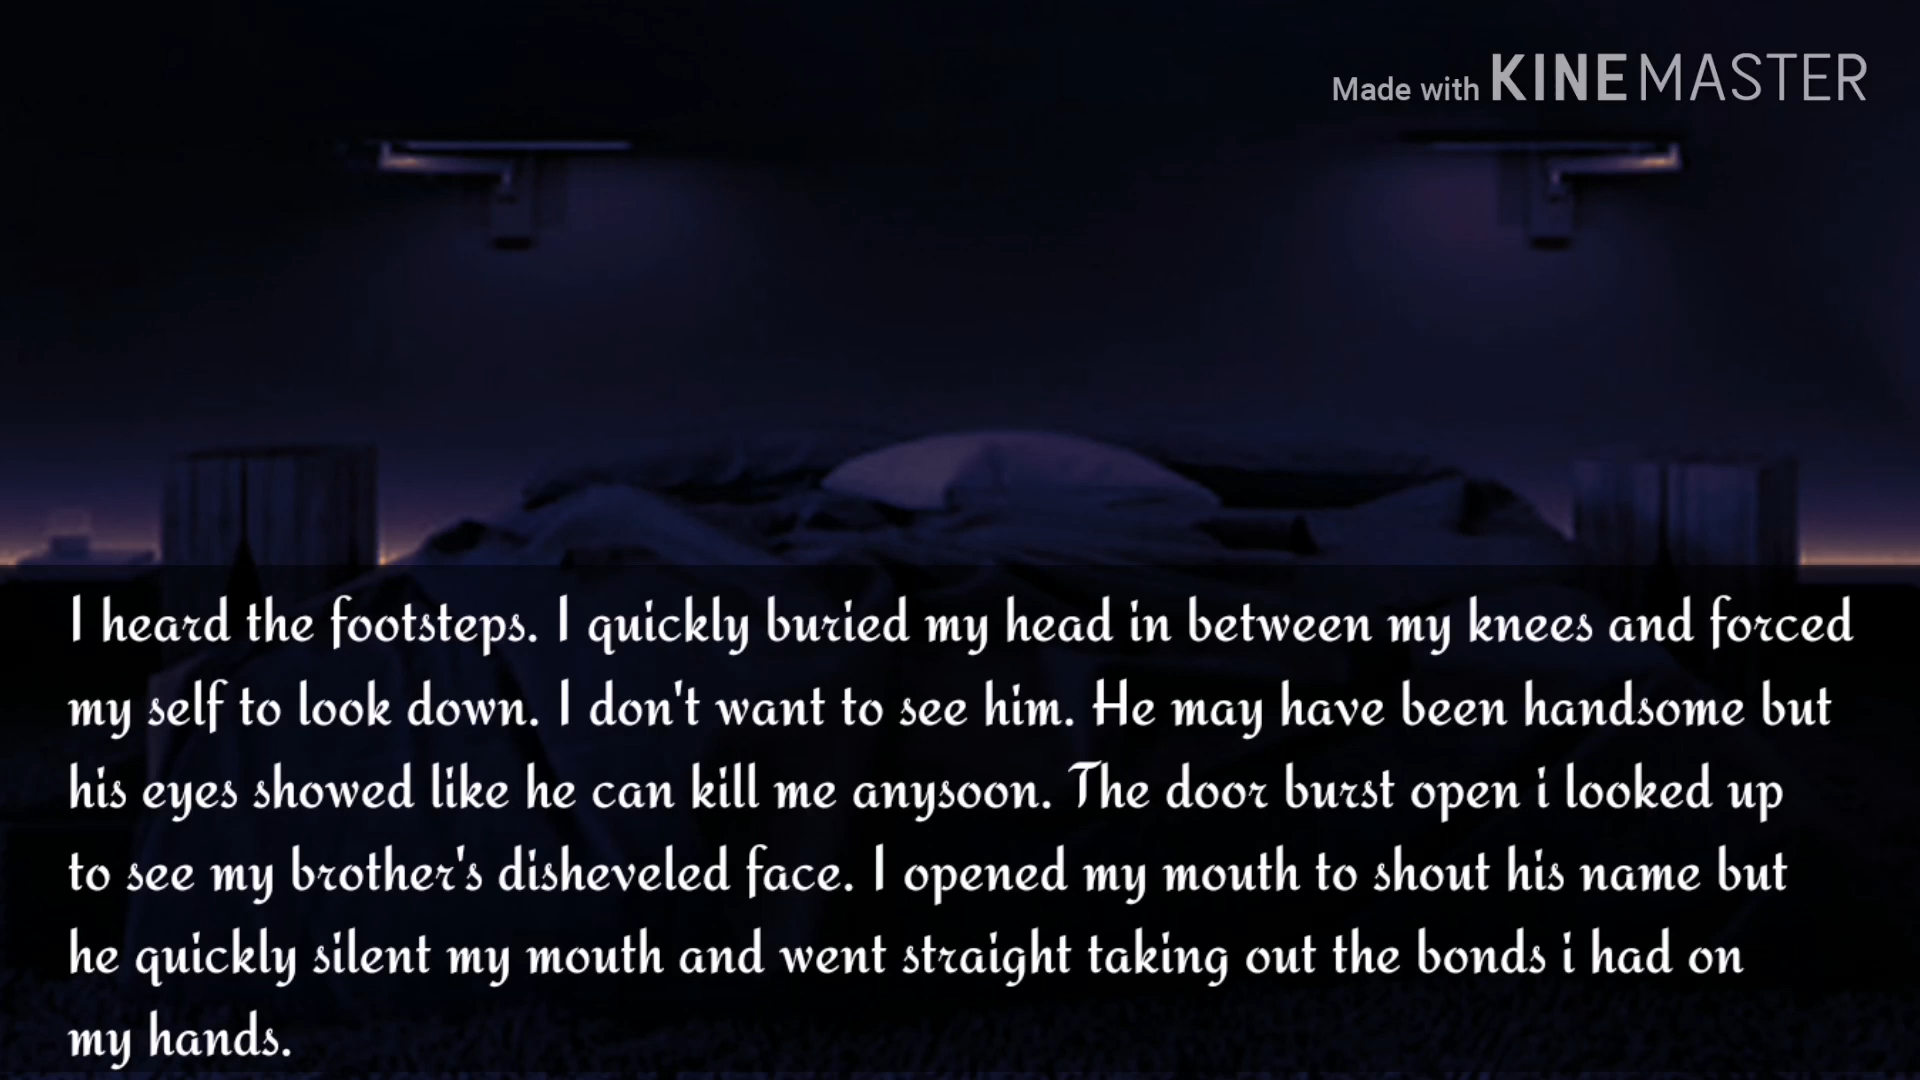 Made with KINEMASTER
I heard the footsteps. I quickly buried my head in between my knees and forced
my self to look down. I don't want to see him. He may have been handsome but
his eyes showed like he can kill me anysoon. The door burst open i looked up
to see my brother's disheveled face. I opened my mouth to shout his name but
he quickly silent my mouth and went straight taking out the bonds i had on
my hands.